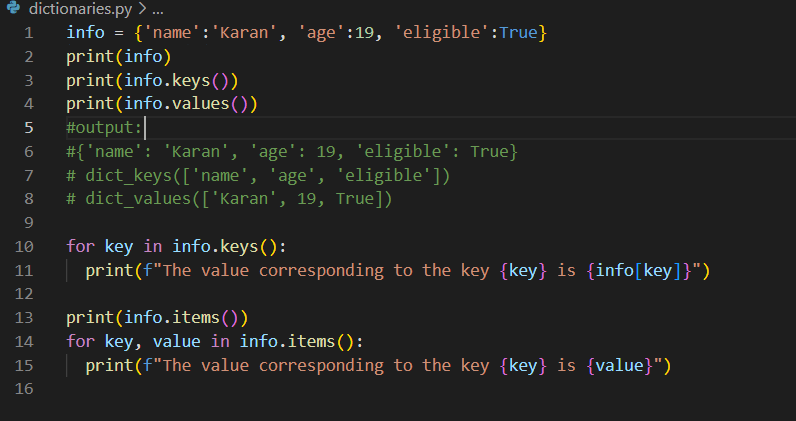 dictionaries.py > ...
1 info = {'name':'Karan', 'age':19, 'eligible':True}
2 print(info)
3 print(info.keys())
4 print(info.values())
5 #output:
6 #{'name': 'Karan', 'age': 19, 'eligible': True}
7 # dict_keys(['name', 'age', 'eligible'])
8 # dict_values(['Karan', 19, True])
9
10 for key in info.keys():
11   print(f"The value corresponding to the key {key} is {info[key]}")
12
13 print(info.items())
14 for key, value in info.items():
15   print(f"The value corresponding to the key {key} is {value}")
16